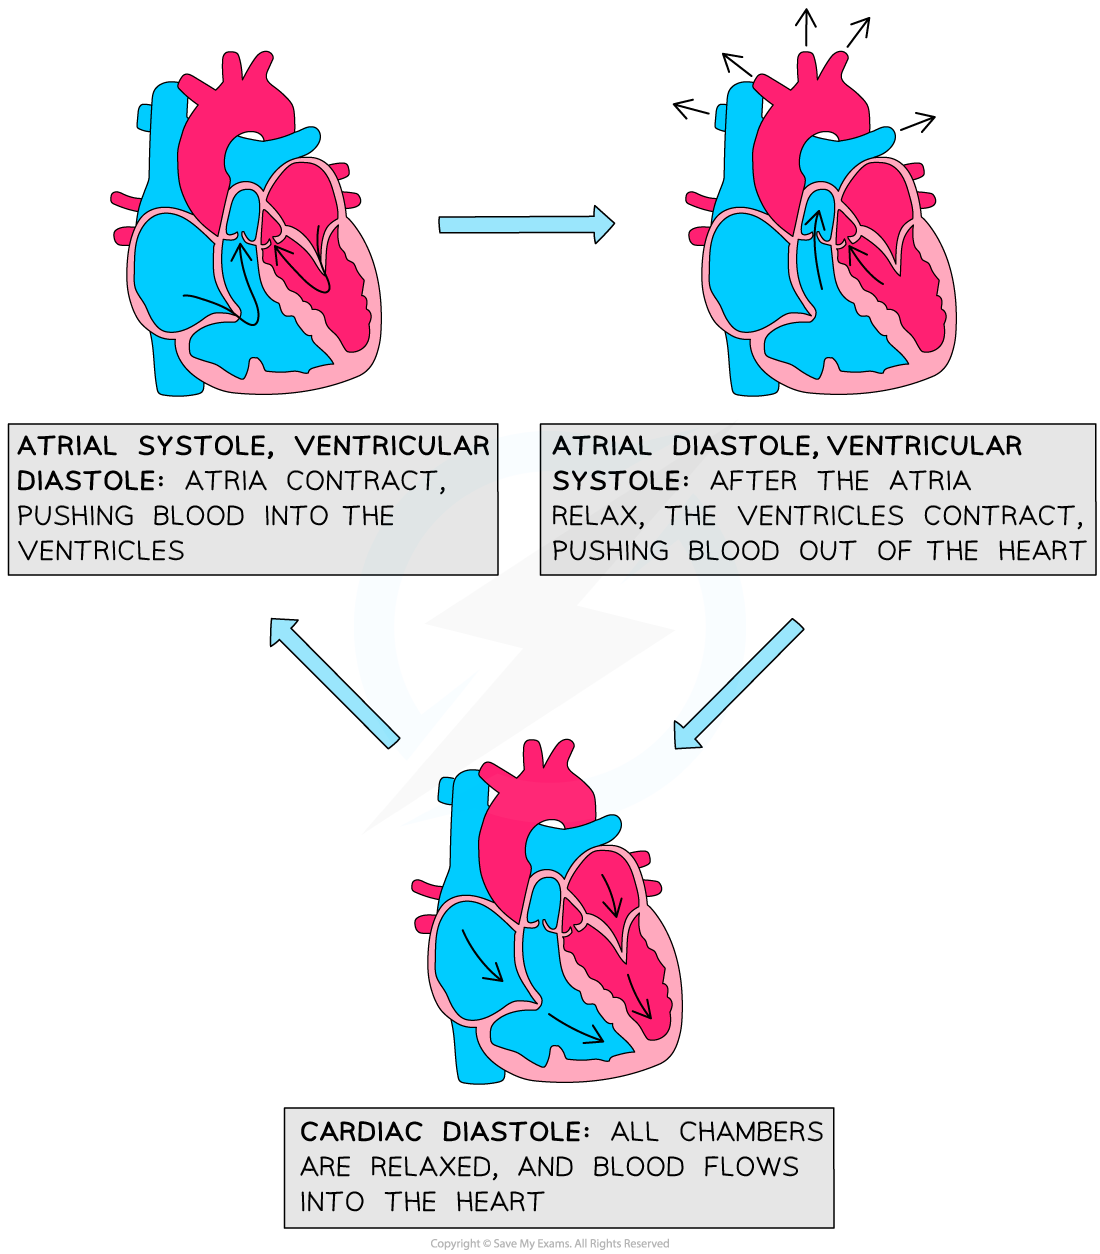 ATRIAL SYSTOLE, VENTRICULAR
DIASTOLE: ATRIA CONTRACT,
PUSHING BLOOD INTO THE
VENTRICLES
ATRIAL DIASTOLE, VENTRICULAR
SYSTOLE: AFTER THE ATRIA
RELAX, THE VENTRICLES CONTRACT,
PUSHING BLOOD OUT OF THE HEART
CARDIAC DIASTOLE: ALL CHAMBERS
ARE RELAXED, AND BLOOD FLOWS
INTO THE HEART
Copyright © Save My Exams. All Rights Reserved